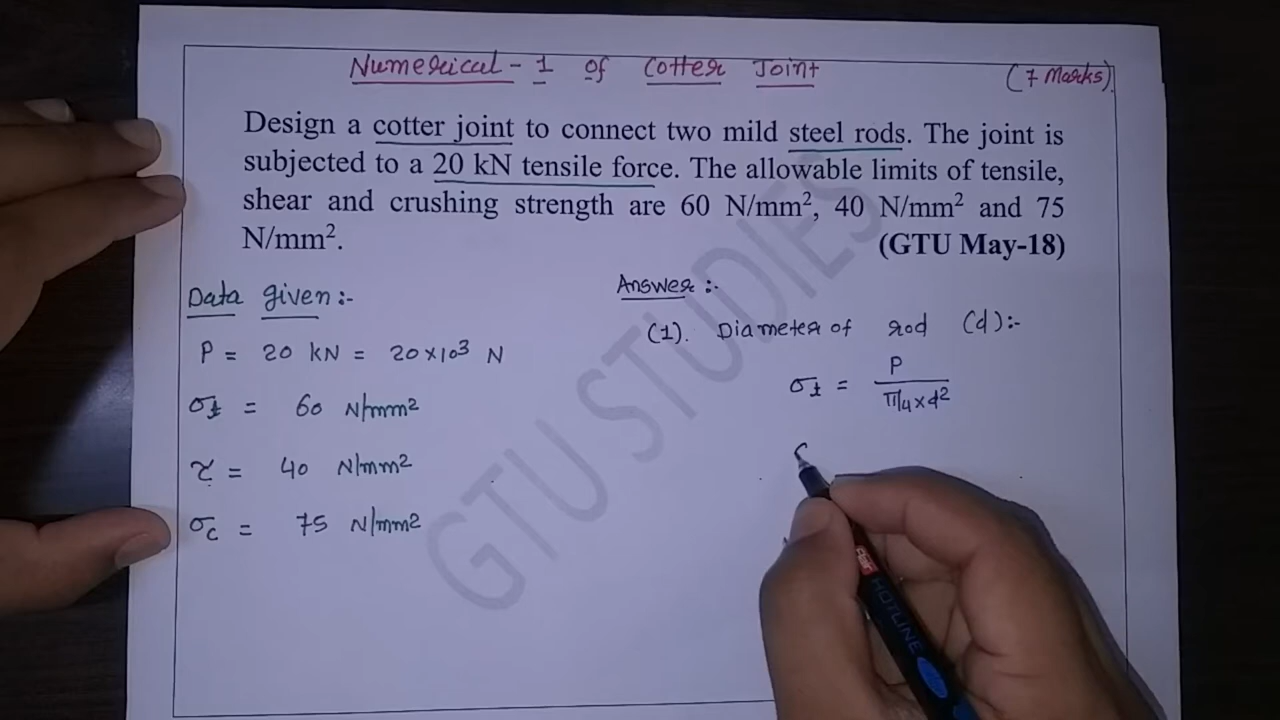 Numerical - 1 of Cotter Joint (7 Marks)
Design a cotter joint to connect two mild steel rods. The joint is
subjected to a 20 kN tensile force. The allowable limits of tensile,
shear and crushing strength are 60 N/mm², 40 N/mm² and 75
N/mm². (GTU May-18)
Data given :-
P = 20 kN = 20×10³ N
σt = 60 N/mm²
τ = 40 N/mm²
σc = 75 N/mm²
Answer :-
(1). Diameter of rod (d) :-
σt = P / π/4 × d²
GTU STUDIES
HOTLINE